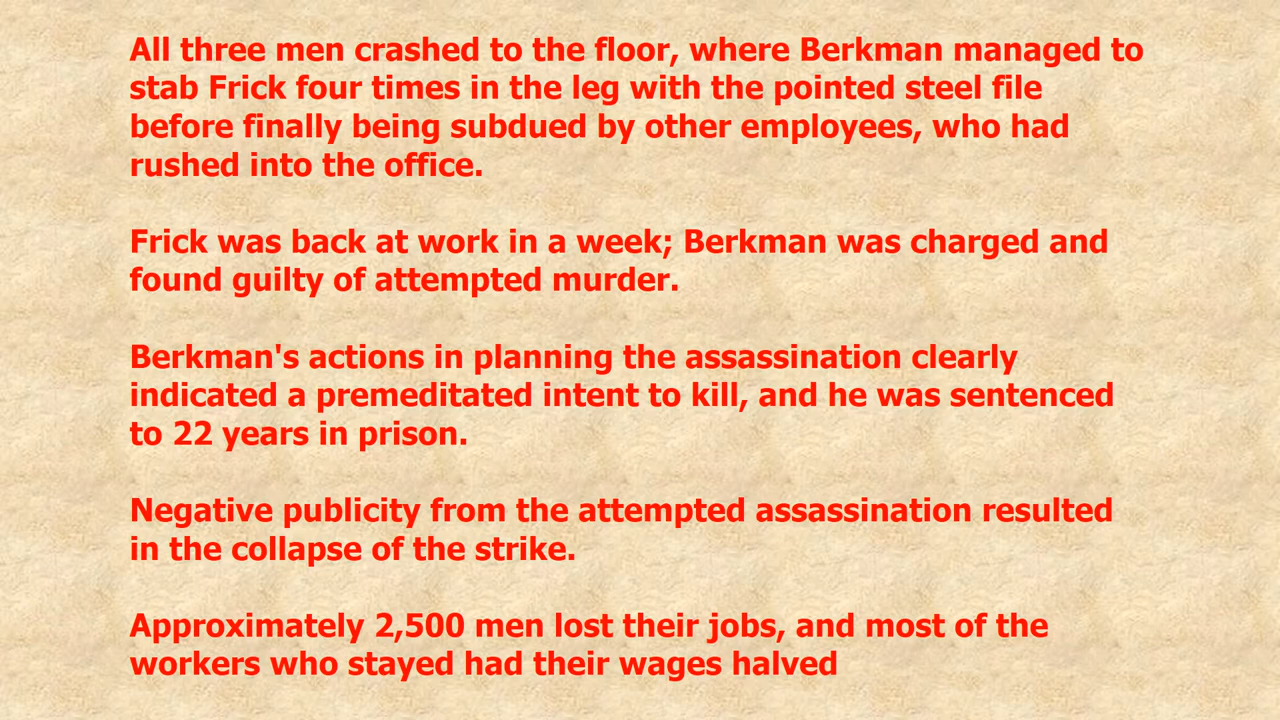 All three men crashed to the floor, where Berkman managed to
stab Frick four times in the leg with the pointed steel file
before finally being subdued by other employees, who had
rushed into the office.
Frick was back at work in a week; Berkman was charged and
found guilty of attempted murder.
Berkman's actions in planning the assassination clearly
indicated a premeditated intent to kill, and he was sentenced
to 22 years in prison.
Negative publicity from the attempted assassination resulted
in the collapse of the strike.
Approximately 2,500 men lost their jobs, and most of the
workers who stayed had their wages halved